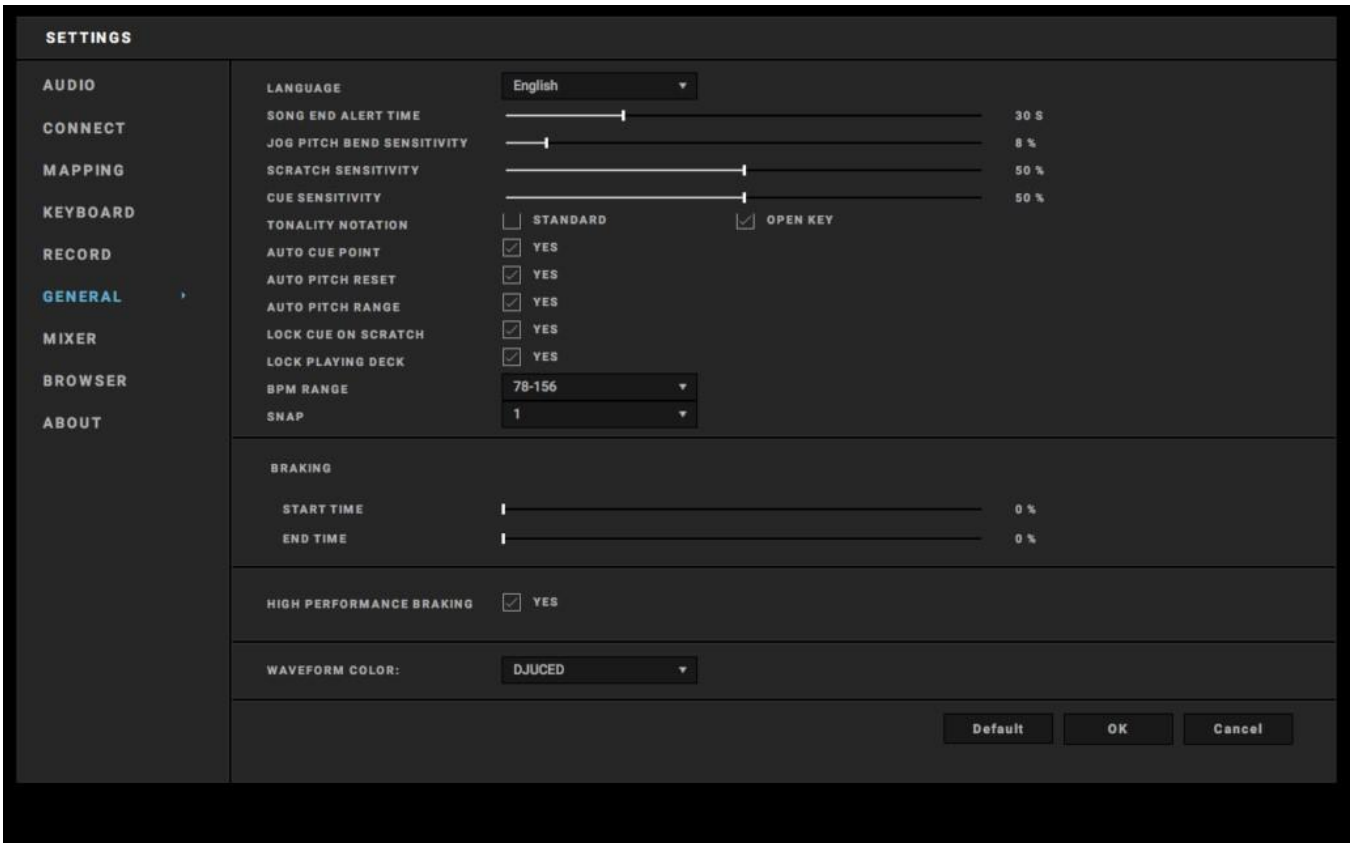 SETTINGS
AUDIO
CONNECT
MAPPING
KEYBOARD
RECORD
GENERAL
MIXER
BROWSER
ABOUT
LANGUAGE English
SONG END ALERT TIME 30 S
JOG PITCH BEND SENSITIVITY 8 %
SCRATCH SENSITIVITY 50 %
CUE SENSITIVITY 50 %
TONALITY NOTATION STANDARD OPEN KEY
AUTO CUE POINT YES
AUTO PITCH RESET YES
AUTO PITCH RANGE YES
LOCK CUE ON SCRATCH YES
LOCK PLAYING DECK YES
BPM RANGE 78-156
SNAP 1
BRAKING
START TIME 0 %
END TIME 0 %
HIGH PERFORMANCE BRAKING YES
WAVEFORM COLOR: DJUCED
Default OK Cancel